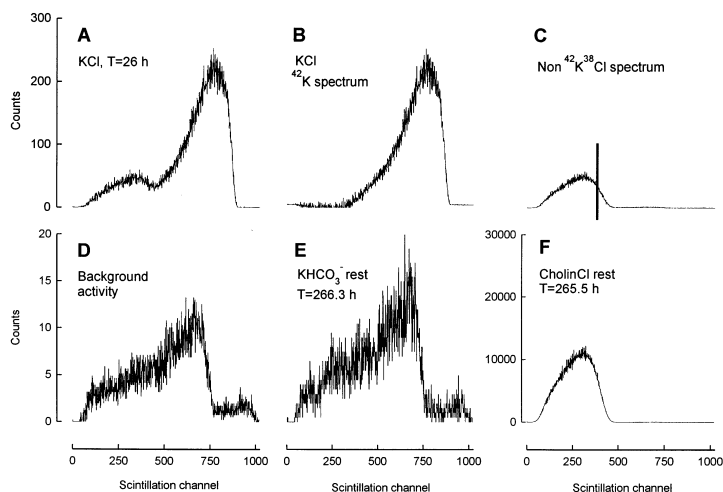 300
200
100
0
Counts
A
KCl, T=26 h
B
KCl
⁴²K spectrum
C
Non ⁴²K³⁸Cl spectrum
20
15
10
5
0
Counts
D
Background
activity
E
KHCO₃⁻ rest
T=266.3 h
30000
20000
10000
0
F
CholinCl rest
T=265.5 h
0 250 500 750 1000
0 250 500 750 1000
0 250 500 750 1000
Scintillation channel
Scintillation channel
Scintillation channel